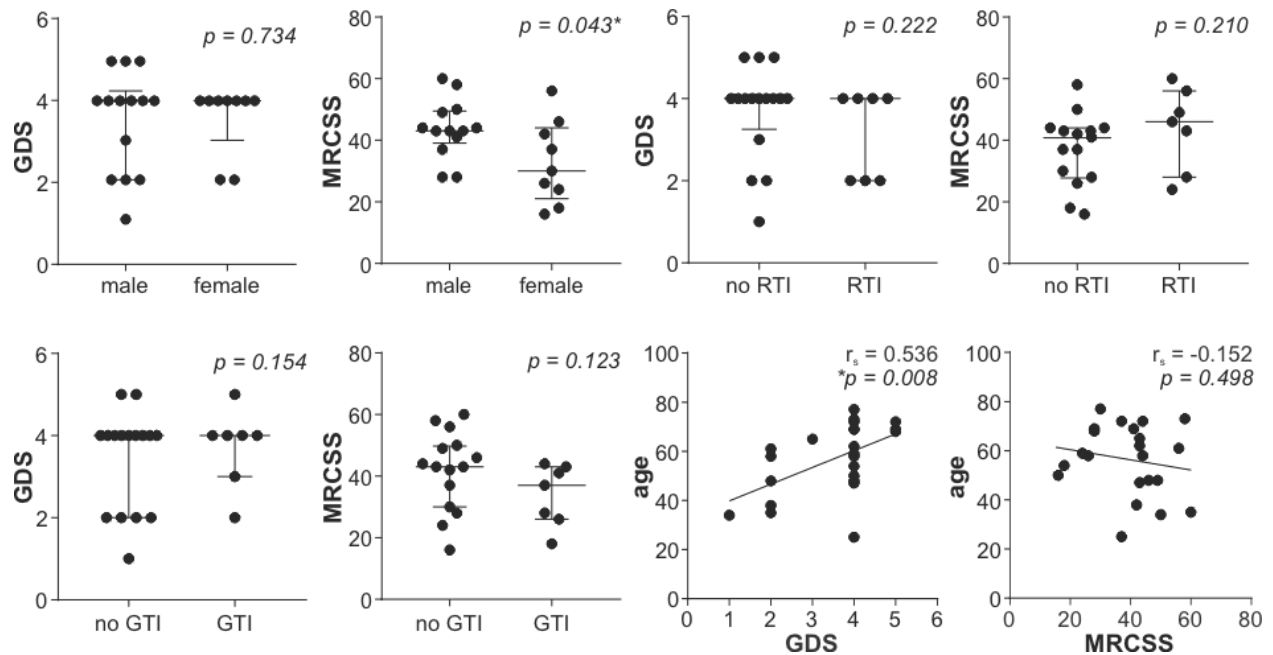 p = 0.734
GDS
6
4
2
0
male female
p = 0.043*
MRCSS
80
60
40
20
0
male female
p = 0.222
GDS
6
4
2
0
no RTI RTI
p = 0.210
MRCSS
80
60
40
20
0
no RTI RTI
p = 0.154
GDS
6
4
2
0
no GTI GTI
p = 0.123
MRCSS
80
60
40
20
0
no GTI GTI
rs = 0.536
*p = 0.008
age
100
80
60
40
20
0
0 1 2 3 4 5 6
GDS
rs = -0.152
p = 0.498
age
100
80
60
40
20
0
0 20 40 60 80
MRCSS